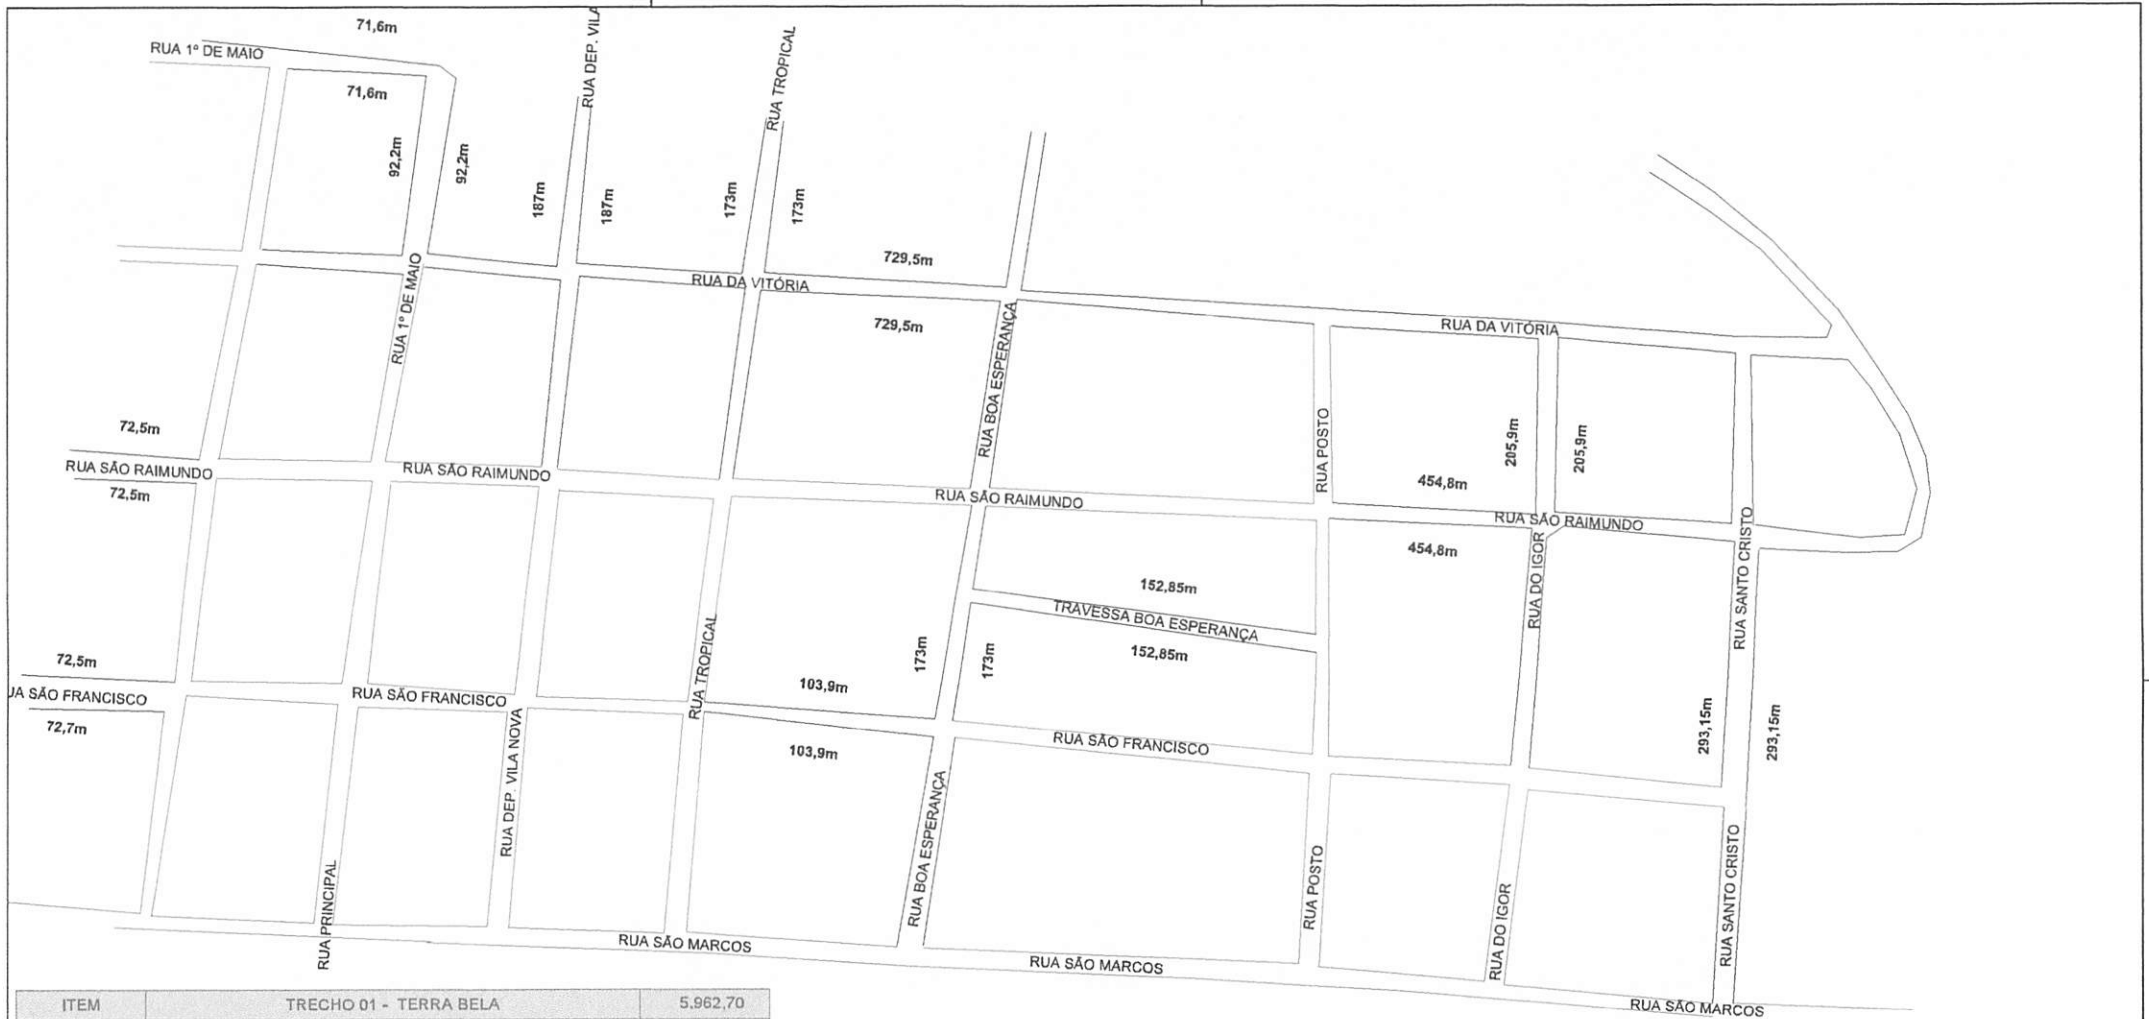 71,6m
RUA 1º DE MAIO
71,6m
92,2m
92,2m
RUA 1º DE MAIO
RUA DEP. VILA
187m
187m
RUA TROPICAL
173m
173m
729,5m
RUA DA VITÓRIA
729,5m
RUA BOA ESPERANÇA
RUA DA VITÓRIA
RUA POSTO
205,9m
205,9m
454,8m
72,5m
RUA SÃO RAIMUNDO
72,5m
RUA SÃO RAIMUNDO
RUA SÃO RAIMUNDO
RUA SÃO RAIMUNDO
454,8m
RUA DO IGOR
RUA SANTO CRISTO
152,85m
TRAVESSA BOA ESPERANÇA
152,85m
173m
173m
RUA TROPICAL
72,5m
UA SÃO FRANCISCO
72,7m
RUA SÃO FRANCISCO
103,9m
103,9m
RUA SÃO FRANCISCO
293,15m
293,15m
RUA DEP. VILA NOVA
RUA BOA ESPERANÇA
RUA PRINCIPAL
RUA POSTO
RUA DO IGOR
RUA SANTO CRISTO
RUA SÃO MARCOS
RUA SÃO MARCOS
RUA SÃO MARCOS
ITEM TRECHO 01 - TERRA BELA 5.962,70